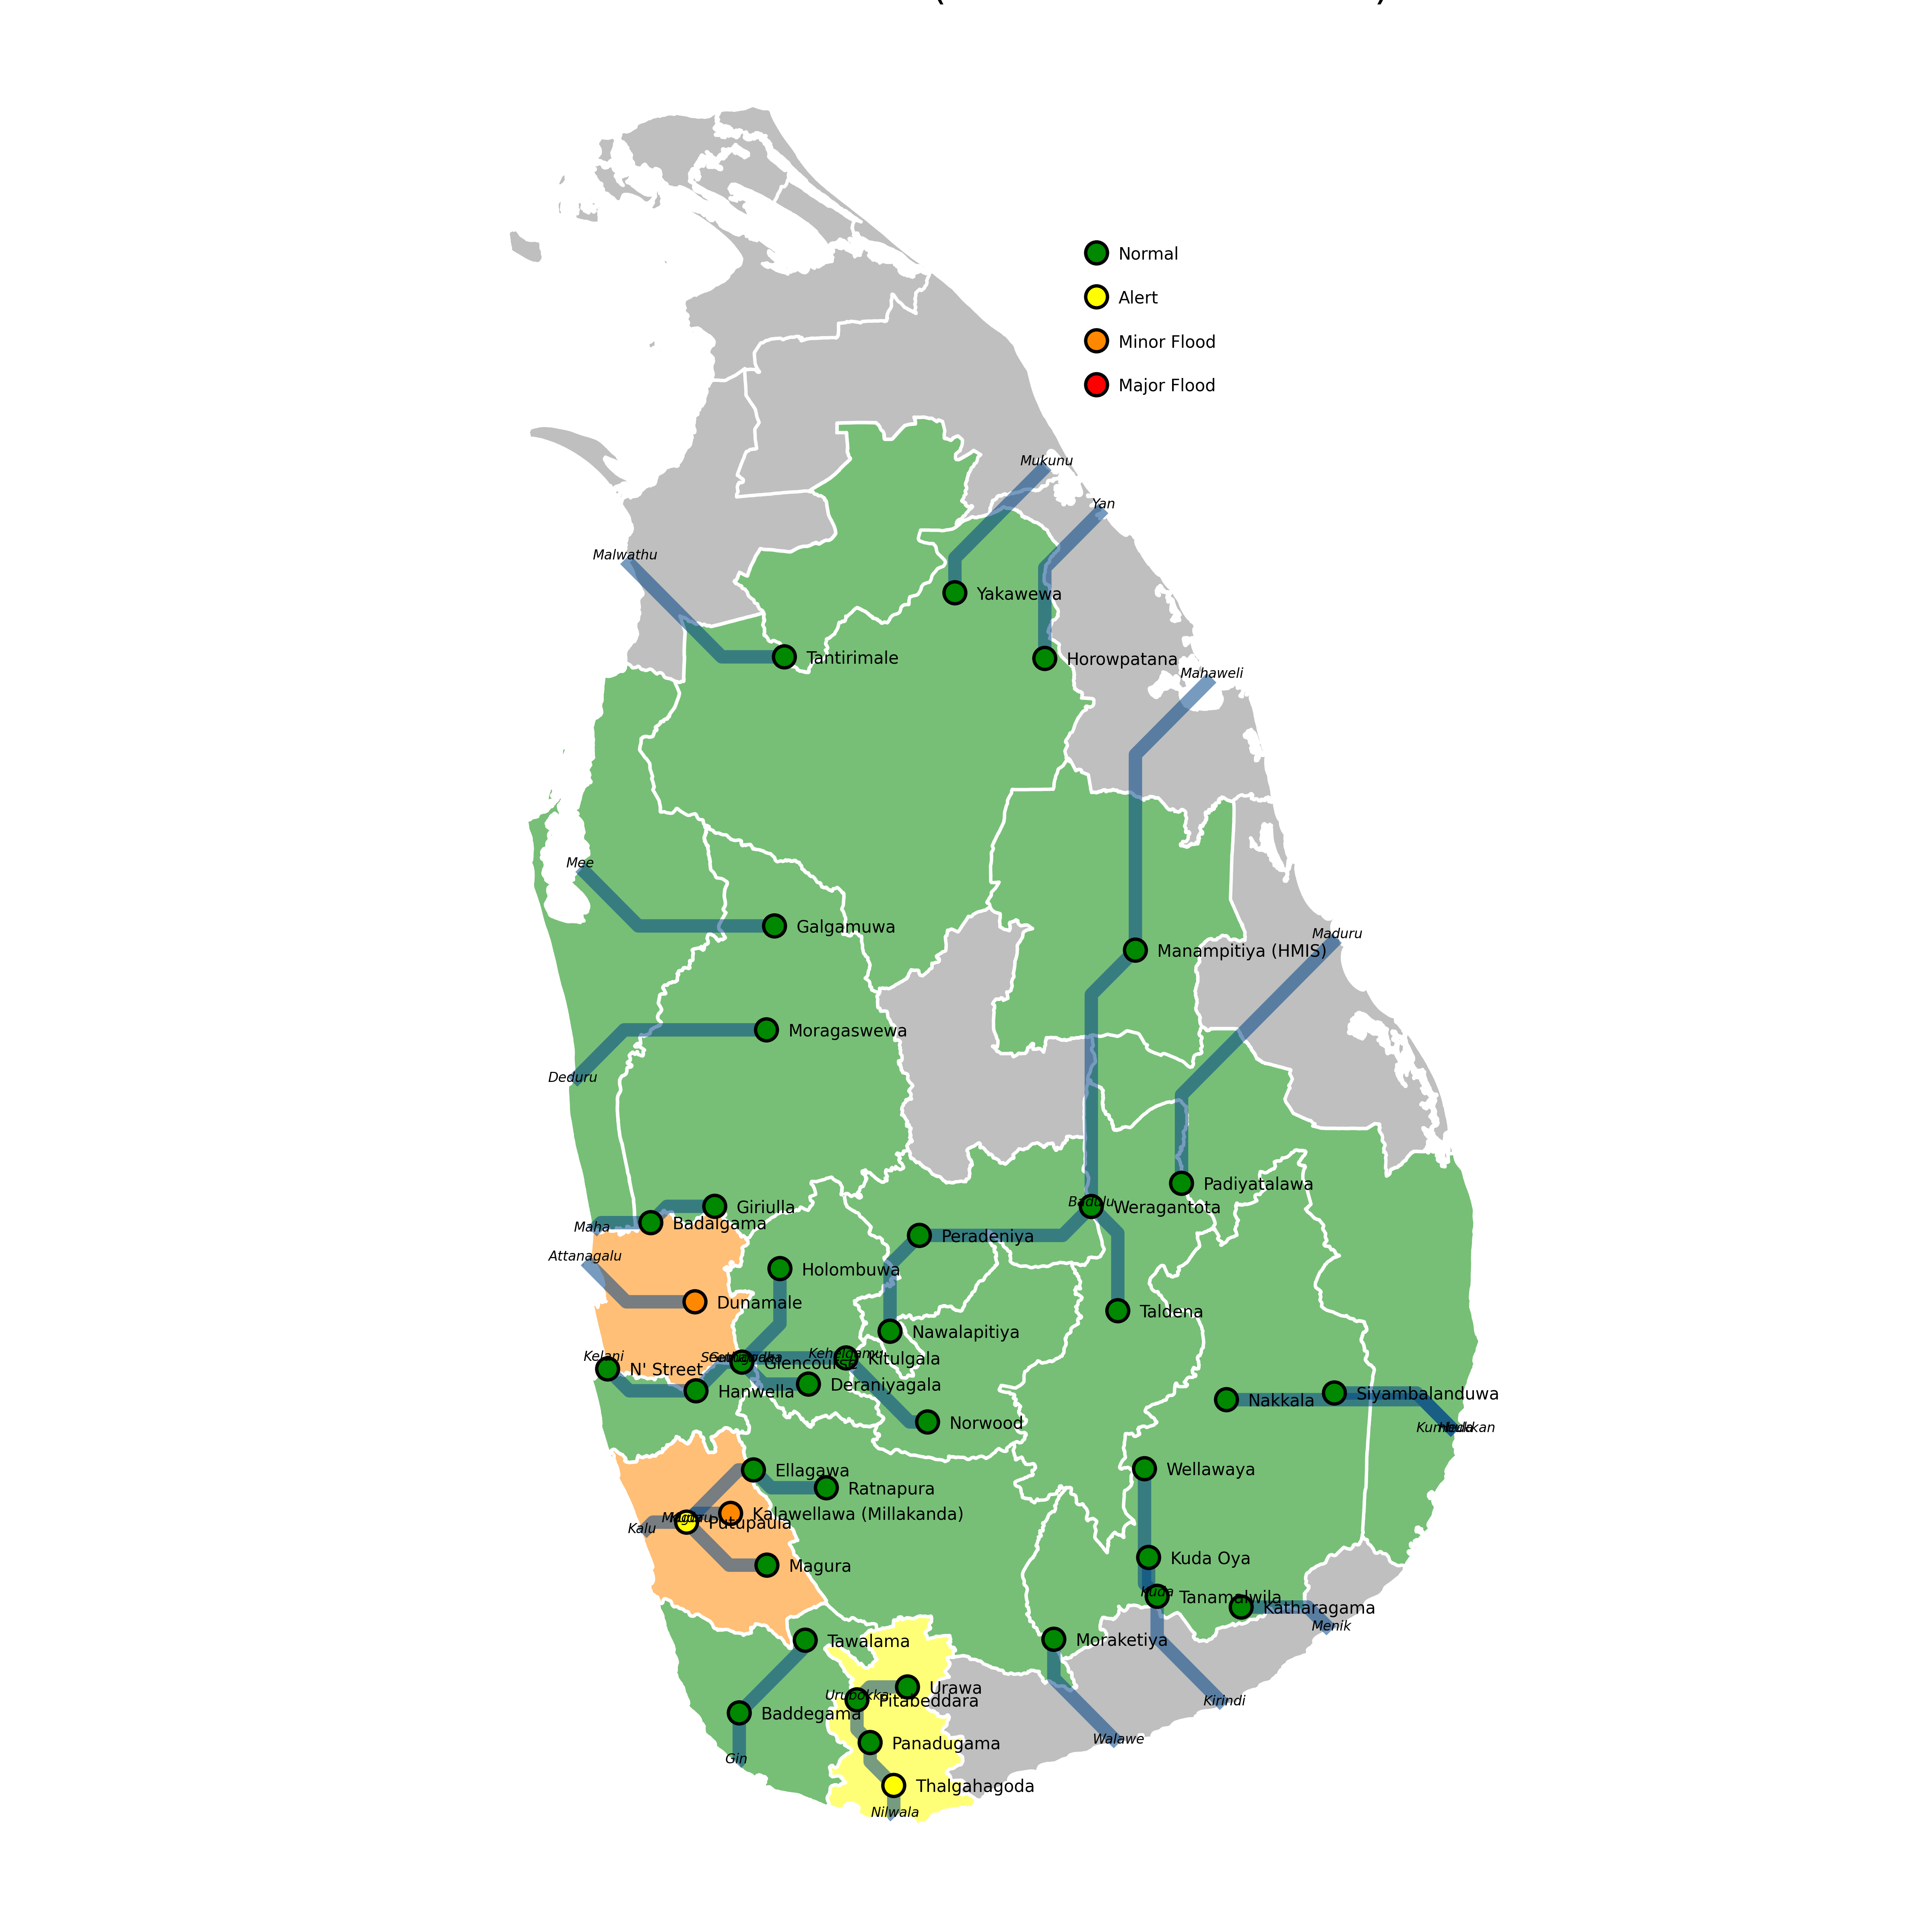 Normal
Alert
Minor Flood
Major Flood
Mukunu
Yan
Malwathu
Yakawewa
Tantirimale
Horowpatana
Mahaweli
Mee
Galgamuwa
Maduru
Manampitiya (HMIS)
Moragaswewa
Deduru
Padiyatalawa
Badulu
Weragantota
Giriulla
Badalgama
Maha
Peradeniya
Attanagalu
Holombuwa
Dunamale
Taldena
Nawalapitiya
Kelani
Kehelgamu
Kitulgala
Glencourse
N' Street
Deraniyagala
Hanwella
Siyambalanduwa
Nakkala
Norwood
Ellagawa
Wellawaya
Ratnapura
Kalawellawa (Millakanda)
Putupaula
Kalu
Kuda Oya
Magura
Kuda
Tanamalwila
Katharagama
Menik
Tawalama
Moraketiya
Urawa
Urubokka
Pitabeddara
Kirindi
Baddegama
Walawe
Panadugama
Gin
Thalgahagoda
Nilwala